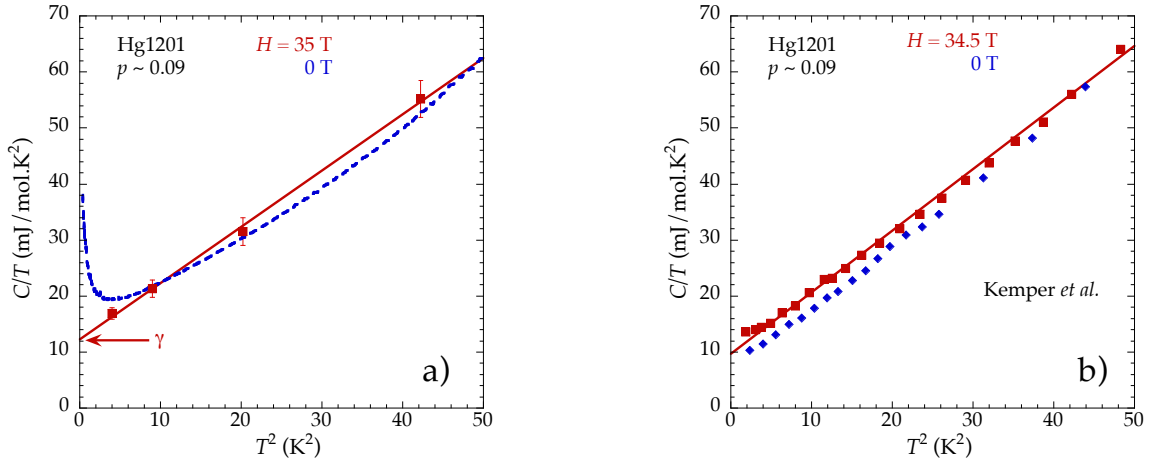 70
60
50
40
30
20
10
0
C/T (mJ/mol.K²)
Hg1201
p ~ 0.09
H = 35 T
0 T
γ
a)
0 10 20 30 40 50
T² (K²)
70
60
50
40
30
20
10
0
C/T (mJ/mol.K²)
Hg1201
p ~ 0.09
H = 34.5 T
0 T
Kemper et al.
b)
0 10 20 30 40 50
T² (K²)